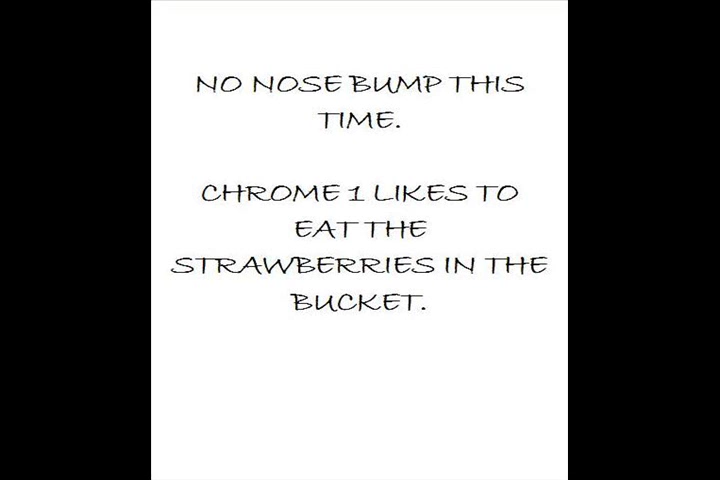 NO NOSE BUMP THIS
TIME.
CHROME 1 LIKES TO
EAT THE
STRAWBERRIES IN THE
BUCKET.